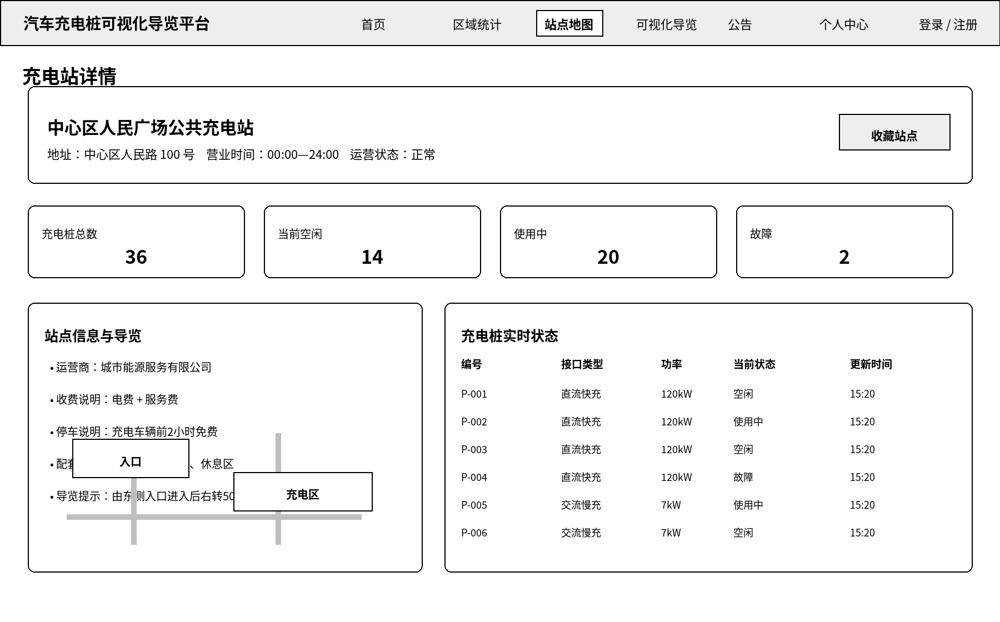 汽车充电桩可视化导览平台 首页 区域统计 站点地图 可视化导览 公告 个人中心 登录 / 注册
充电站详情
中心区人民广场公共充电站
收藏站点
地址：中心区人民路 100 号 营业时间：00:00—24:00 运营状态：正常
充电桩总数
36
当前空闲
14
使用中
20
故障
2
站点信息与导览
• 运营商：城市能源服务有限公司
• 收费说明：电费 + 服务费
• 停车说明：充电车辆前2小时免费
• 配
、休息区
入口
• 导览提示：由东侧入口进入后右转50
充电区
充电桩实时状态
编号 接口类型 功率 当前状态 更新时间
P-001 直流快充 120kW 空闲 15:20
P-002 直流快充 120kW 使用中 15:20
P-003 直流快充 120kW 空闲 15:20
P-004 直流快充 120kW 故障 15:20
P-005 交流慢充 7kW 使用中 15:20
P-006 交流慢充 7kW 空闲 15:20